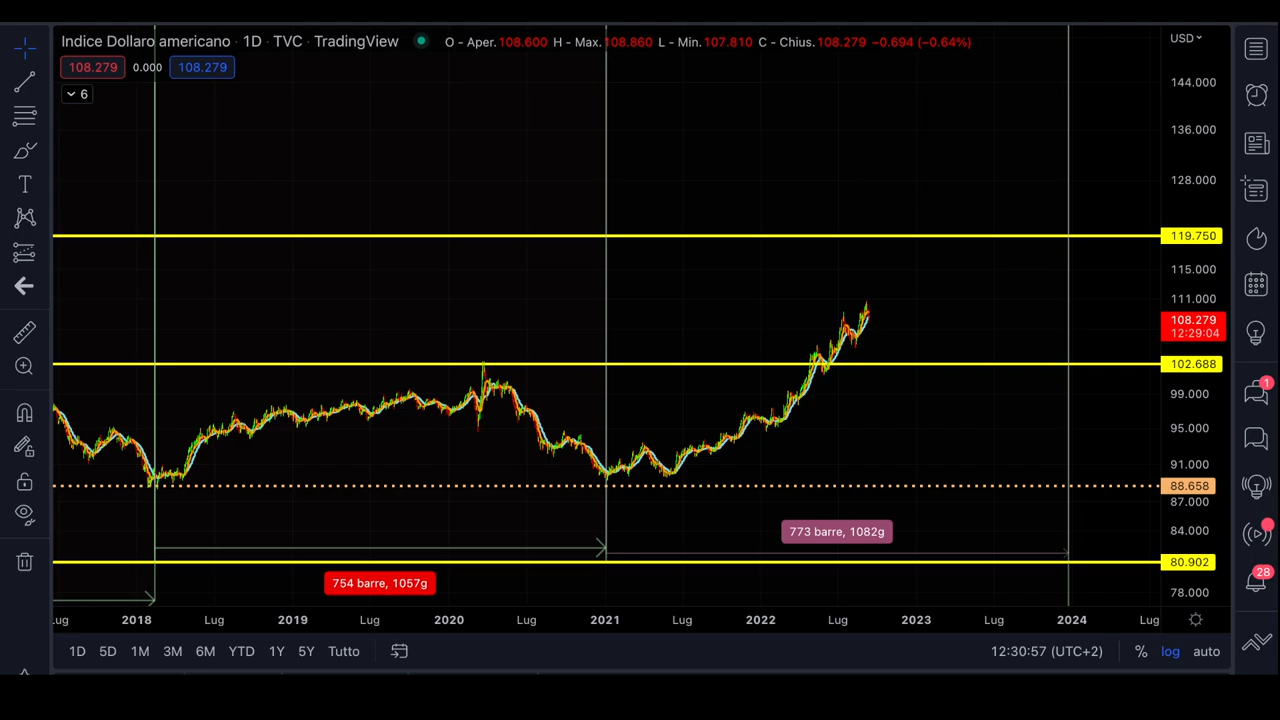 Indice Dollaro americano · 1D · TVC · TradingView O - Aper. 108.600 H - Max. 108.860 L - Min. 107.810 C - Chius. 108.279 −0.694 (−0.64%)
USD
108.279 0.000 108.279
6
144.000
136.000
128.000
119.750
115.000
111.000
108.279
12:29:04
102.688
99.000
95.000
91.000
88.658
87.000
84.000
80.902
78.000
773 barre, 1082g
754 barre, 1057g
Lug 2018 Lug 2019 Lug 2020 Lug 2021 Lug 2022 Lug 2023 Lug 2024 Lug
1D 5D 1M 3M 6M YTD 1Y 5Y Tutto 12:30:57 (UTC+2) % log auto
T
1
28